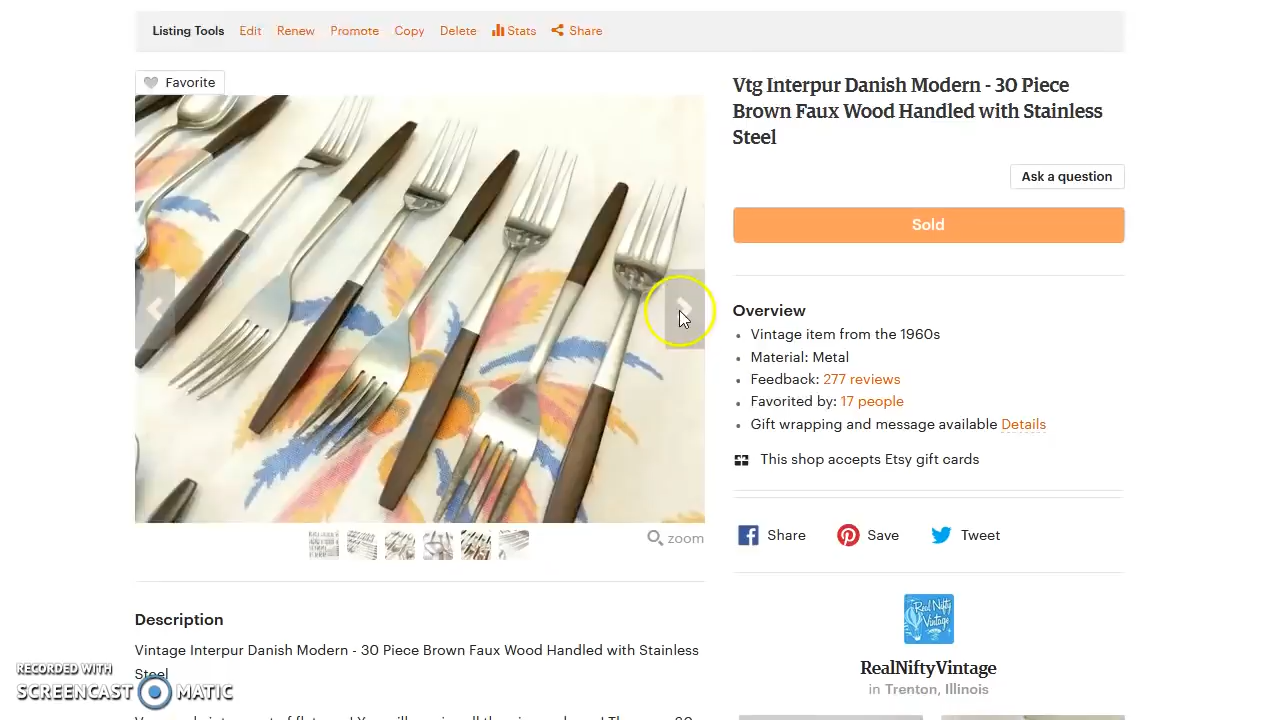 Listing Tools Edit Renew Promote Copy Delete Stats Share
Favorite
Vtg Interpur Danish Modern - 30 Piece
Brown Faux Wood Handled with Stainless
Steel
Ask a question
Sold
Overview
Vintage item from the 1960s
Material: Metal
Feedback: 277 reviews
Favorited by: 17 people
Gift wrapping and message available Details
This shop accepts Etsy gift cards
Share Save Tweet
zoom
Description
Vintage Interpur Danish Modern - 30 Piece Brown Faux Wood Handled with Stainless
Steel
Real Nifty
Vintage
RealNiftyVintage
in Trenton, Illinois
RECORDED WITH
SCREENCAST MATIC